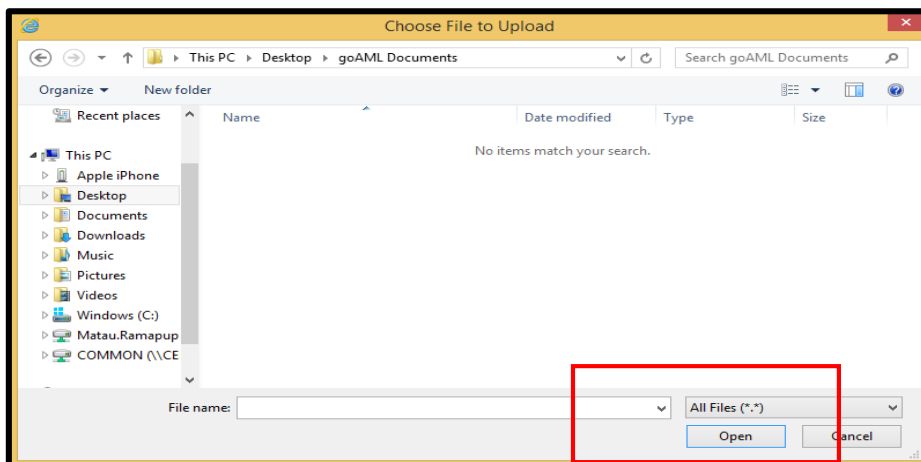 Choose File to Upload
This PC Desktop goAML Documents
Search goAML Documents
Organize New folder
Name Date modified Type Size
No items match your search.
Recent places
This PC
Apple iPhone
Desktop
Documents
Downloads
Music
Pictures
Videos
Windows (C:)
Matau.Ramapup
COMMON (\\CE
File name:
All Files (*.*)
Open Cancel